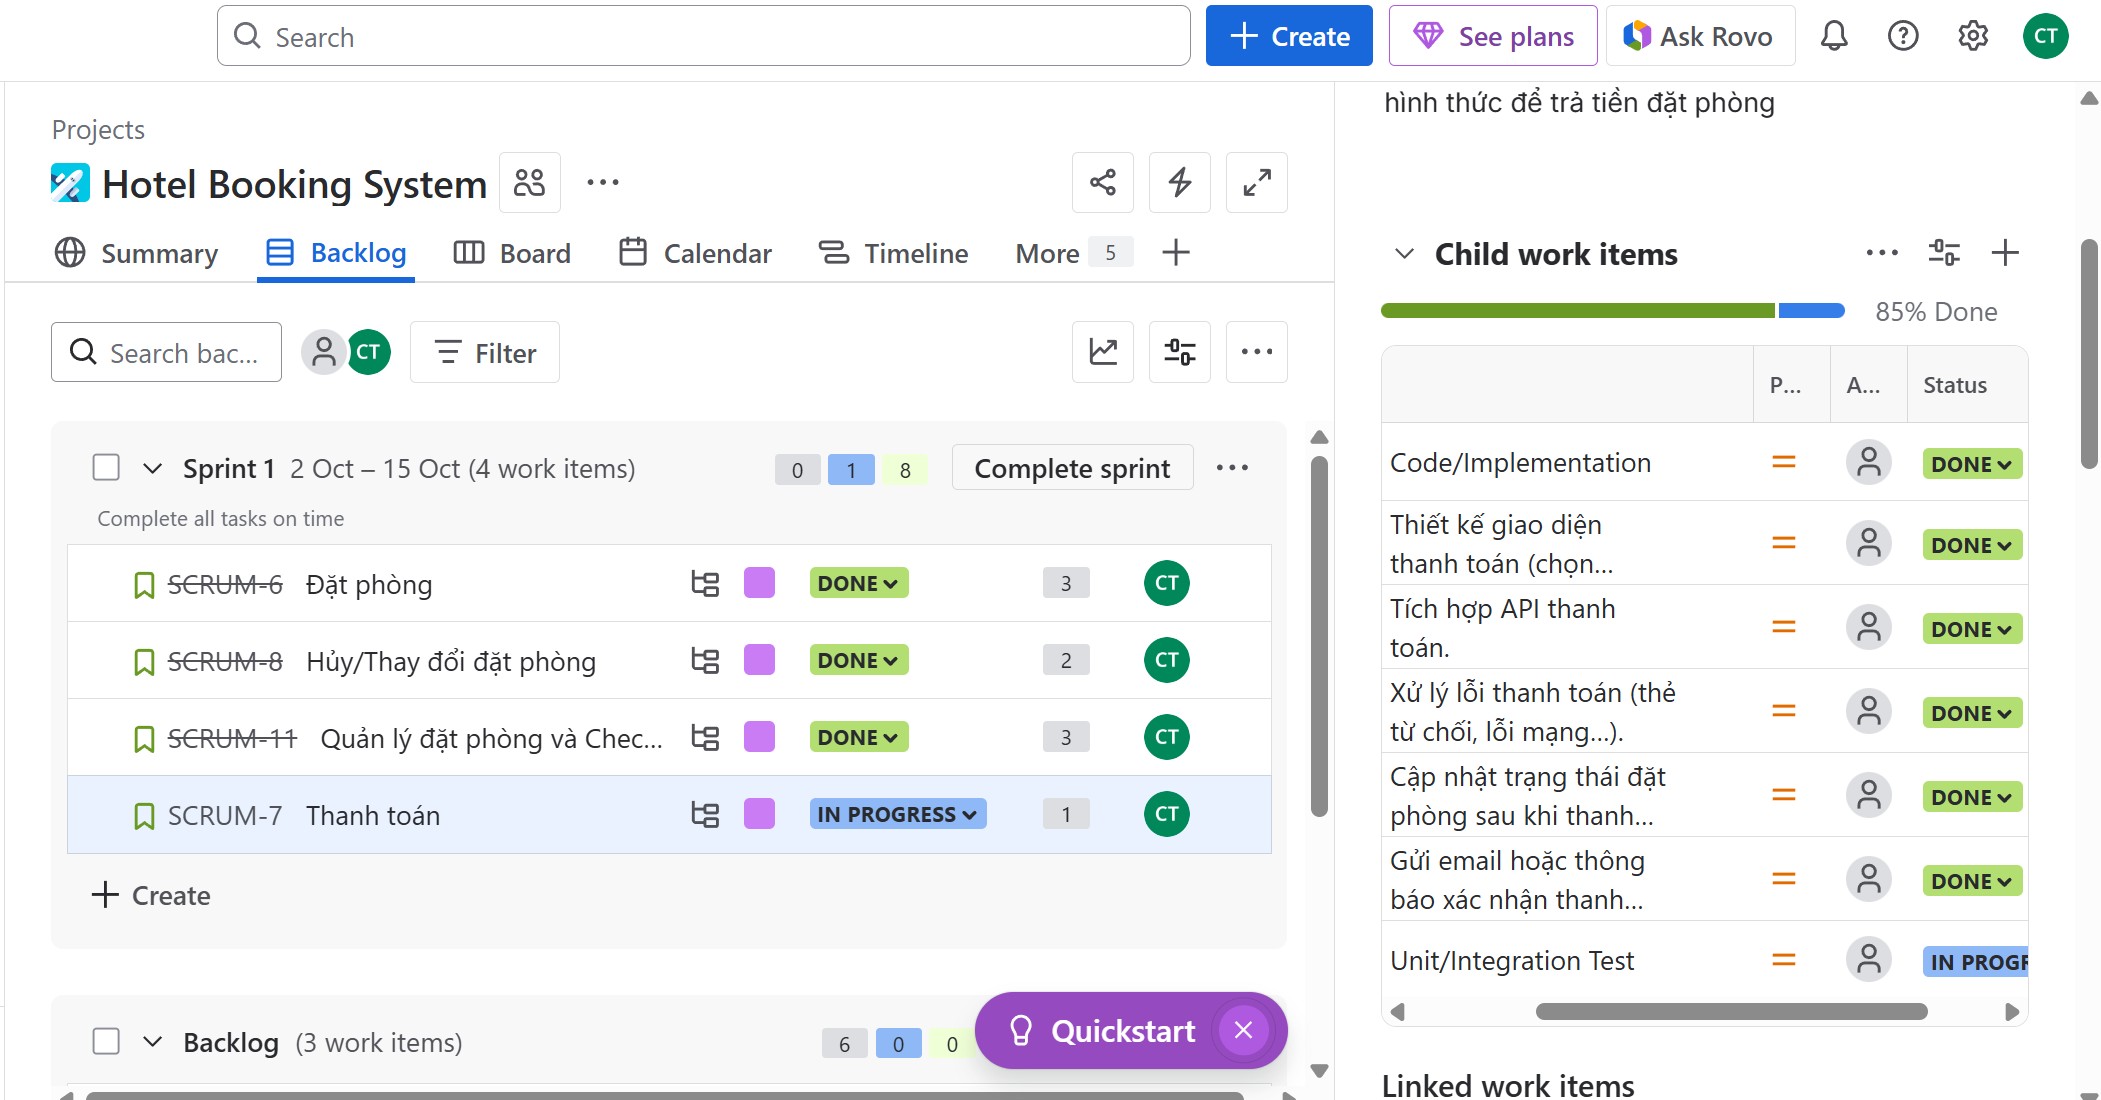 Search
Create
See plans
Ask Rovo
CT
Projects
Hotel Booking System
Summary
Backlog
Board
Calendar
Timeline
More 5
Search bac...
CT
Filter
Sprint 1 2 Oct – 15 Oct (4 work items)
0 1 8
Complete sprint
Complete all tasks on time
SCRUM-6 Đặt phòng DONE 3 CT
SCRUM-8 Hủy/Thay đổi đặt phòng DONE 2 CT
SCRUM-11 Quản lý đặt phòng và Chec... DONE 3 CT
SCRUM-7 Thanh toán IN PROGRESS 1 CT
Create
Backlog (3 work items)
6 0 0
Quickstart
hình thức để trả tiền đặt phòng
Child work items
85% Done
P... A... Status
Code/Implementation DONE
Thiết kế giao diện
thanh toán (chọn...
DONE
Tích hợp API thanh
toán.
DONE
Xử lý lỗi thanh toán (thẻ
từ chối, lỗi mạng...).
DONE
Cập nhật trạng thái đặt
phòng sau khi thanh...
DONE
Gửi email hoặc thông
báo xác nhận thanh...
DONE
Unit/Integration Test IN PROGR
Linked work items